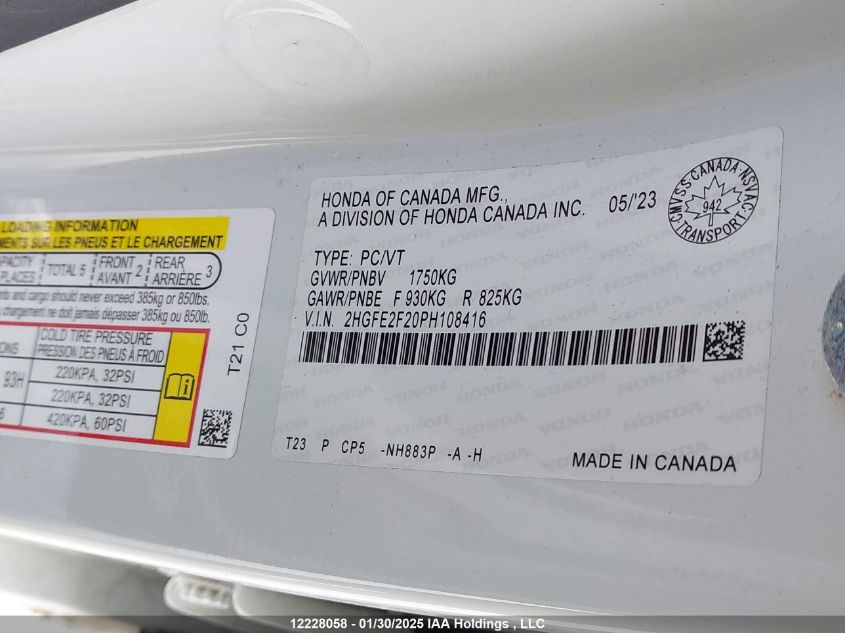 LOADING INFORMATION
MENTS SUR LES PNEUS ET LE CHARGEMENT
CAPACITY
PLACES
TOTAL 5
FRONT
AVANT 2
REAR
ARRIÈRE 3
nts and cargo should never exceed 385kg or 850lbs.
rgement ne doit jamais dépasser 385kg ou 850lb.
ONS
COLD TIRE PRESSURE
PRESSION DES PNEUS À FROID
93H
220KPA, 32PSI
220KPA, 32PSI
420KPA, 60PSI
T21 C0
HONDA OF CANADA MFG.,
A DIVISION OF HONDA CANADA INC. 05/'23
CMVSS·CANADA·NSVAC
942
TRANSPORT
TYPE: PC/VT
GVWR/PNBV 1750KG
GAWR/PNBE F 930KG R 825KG
V.I.N. 2HGFE2F20PH108416
T23 P CP5 -NH883P -A -H
MADE IN CANADA
12228058 - 01/30/2025 IAA Holdings , LLC